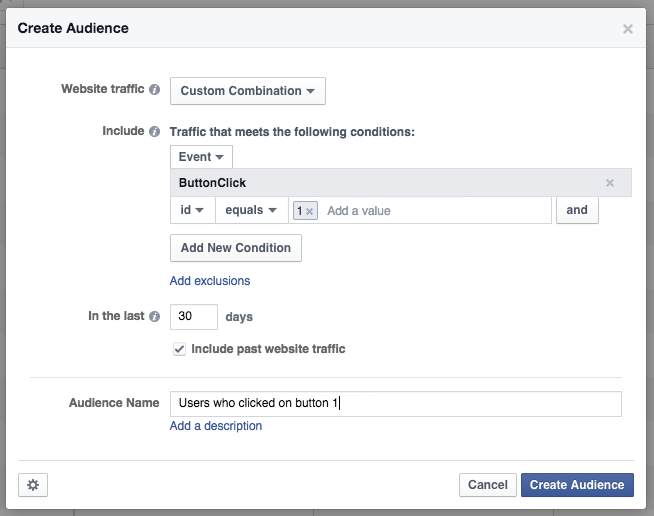 Create Audience
Website traffic Custom Combination
Include Traffic that meets the following conditions:
Event
ButtonClick
id equals 1 Add a value and
Add New Condition
Add exclusions
In the last 30 days
Include past website traffic
Audience Name Users who clicked on button 1
Add a description
Cancel Create Audience